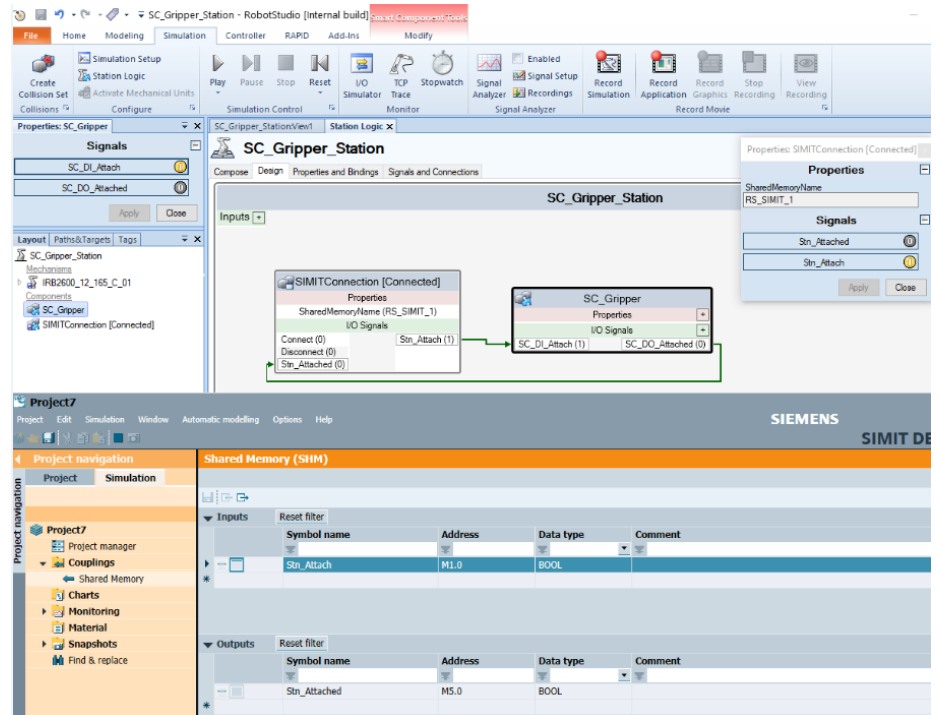 SC_Gripper_Station - RobotStudio [Internal build]
Smart Component Tools
File Home Modeling Simulation Controller RAPID Add-Ins Modify
Create Collision Set
Simulation Setup
Station Logic
Activate Mechanical Units
Play Pause Stop Reset
I/O Simulator
TCP Trace
Stopwatch
Signal Analyzer
Enabled
Signal Setup
Recordings
Record Simulation
Record Application
Record Graphics
Stop Recording
View Recording
Collisions Configure Simulation Control Monitor Signal Analyzer Record Movie
Properties: SC_Gripper
Signals
SC_DI_Attach
SC_DO_Attached
Apply Close
Layout Paths&Targets Tags
SC_Gripper_Station
Mechanisms
IRB2600_12_165_C_01
Components
SC_Gripper
SIMITConnection [Connected]
SC_Gripper_StationView1 Station Logic
SC_Gripper_Station
Compose Design Properties and Bindings Signals and Connections
SC_Gripper_Station
Inputs +
SIMITConnection [Connected]
Properties
SharedMemoryName (RS_SIMIT_1)
I/O Signals
Connect (0)
Stn_Attach (1)
Disconnect (0)
Stn_Attached (0)
SC_Gripper
Properties +
I/O Signals +
SC_DI_Attach (1) SC_DO_Attached (0)
Properties: SIMITConnection [Connected]
Properties
SharedMemoryName
RS_SIMIT_1
Signals
Stn_Attached
Stn_Attach
Apply Close
Project7
Project Edit Simulation Window Automatic modelling Options Help
SIEMENS
SIMIT DE
Project navigation
Shared Memory (SHM)
Project navigation
Project Simulation
Project7
Project manager
Couplings
Shared Memory
Charts
Monitoring
Material
Snapshots
Find & replace
Inputs Reset filter
Symbol name Address Data type Comment
Stn_Attach M1.0 BOOL
Outputs Reset filter
Symbol name Address Data type Comment
Stn_Attached M5.0 BOOL